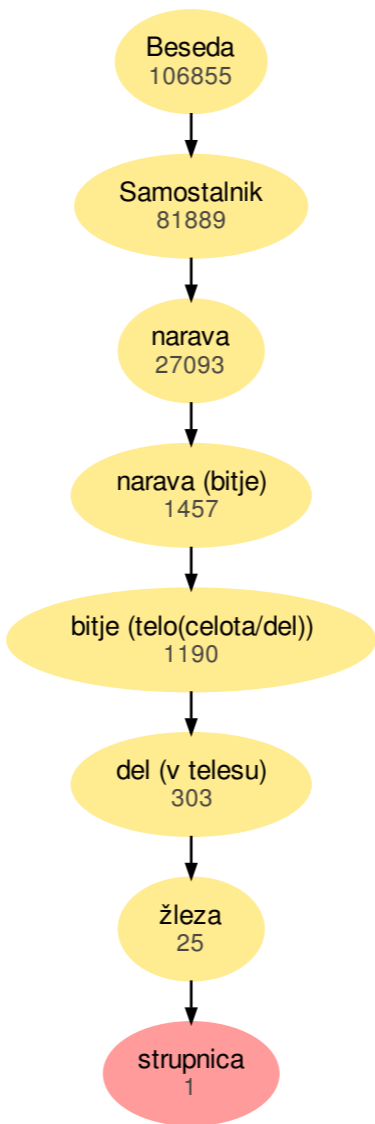 Beseda
106855
Samostalnik
81889
narava
27093
narava (bitje)
1457
bitje (telo(celota/del))
1190
del (v telesu)
303
žleza
25
strupnica
1